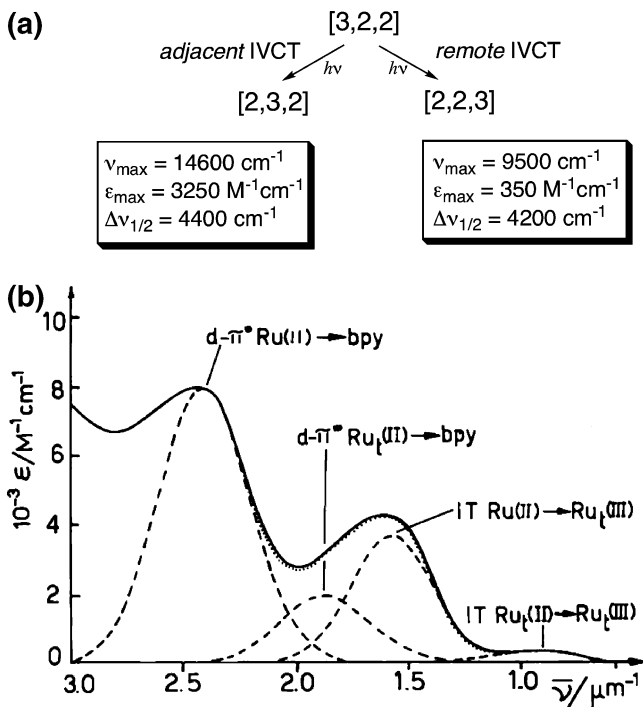 (a)
[3,2,2]
adjacent IVCT
remote IVCT
hν
hν
[2,3,2]
[2,2,3]
νmax = 14600 cm⁻¹
εmax = 3250 M⁻¹cm⁻¹
Δν1/2 = 4400 cm⁻¹
νmax = 9500 cm⁻¹
εmax = 350 M⁻¹cm⁻¹
Δν1/2 = 4200 cm⁻¹
(b)
10⁻³ ε/M⁻¹cm⁻¹
10
8
6
4
2
0
d-π* Ru(II)→bpy
d-π* Rut(II)→bpy
IT Ru(II)→Rut(III)
IT Rut(II)→Rut(III)
3.0
2.5
2.0
1.5
1.0
ν̅/μm⁻¹